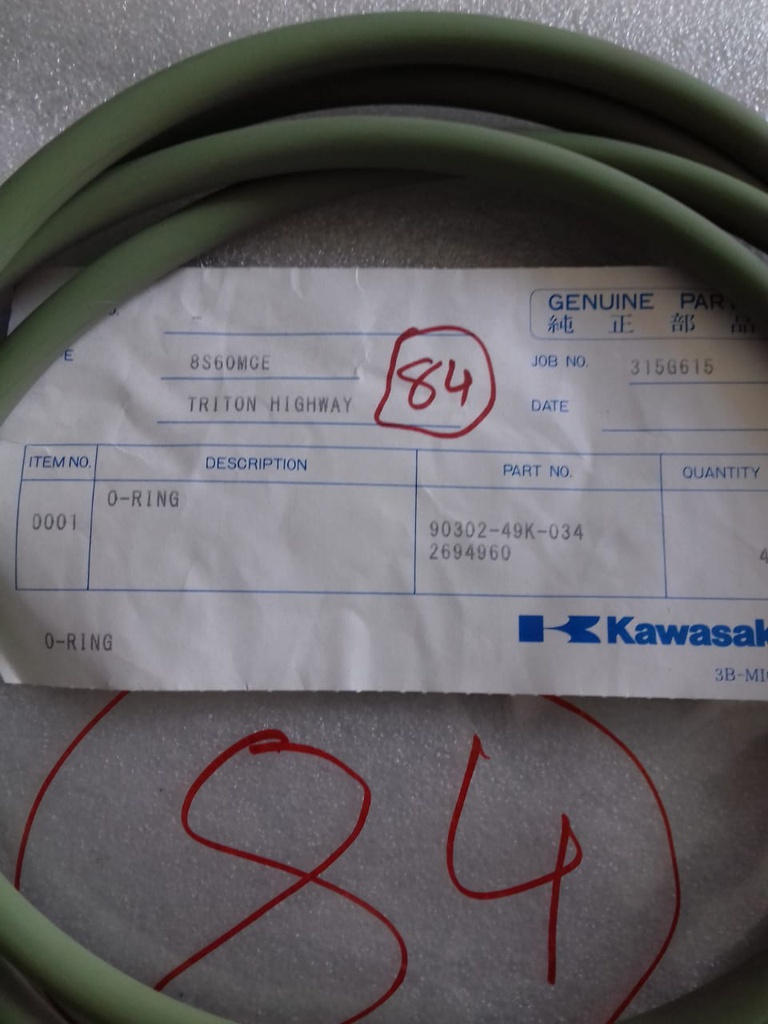 GENUINE PAR
純正部品
E
8S60MCE
84
JOB NO.
315G615
TRITON HIGHWAY
DATE
ITEM NO.
DESCRIPTION
PART NO.
QUANTITY
0001
O-RING
90302-49K-034
2694960
4
O-RING
Kawasak
3B-MI
84